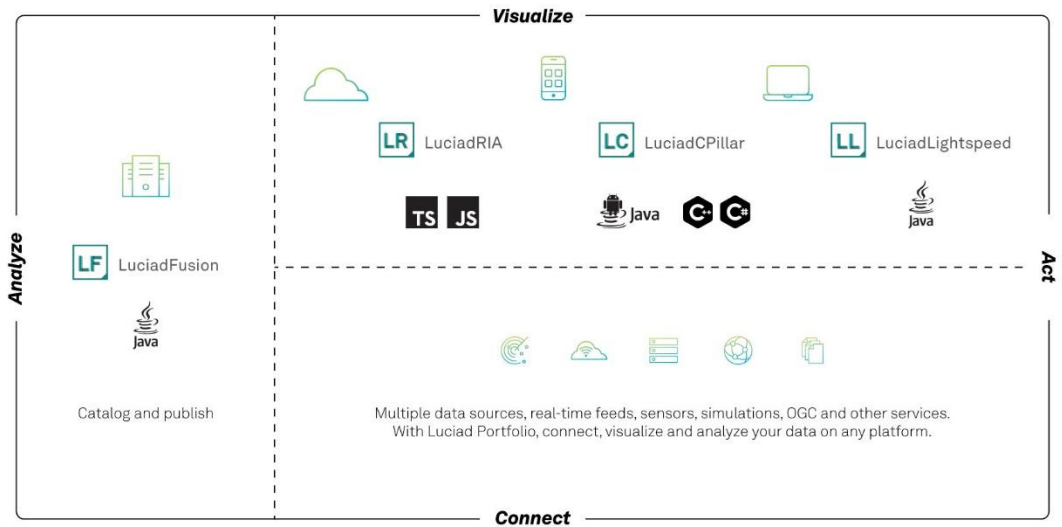 Visualize
LR LuciadRIA
LC LuciadCPillar
LL LuciadLightspeed
TS JS
Java
C++ C#
Java
Analyze
LF LuciadFusion
Java
Catalog and publish
Act
Multiple data sources, real-time feeds, sensors, simulations, OGC and other services.
With Luciad Portfolio, connect, visualize and analyze your data on any platform.
Connect